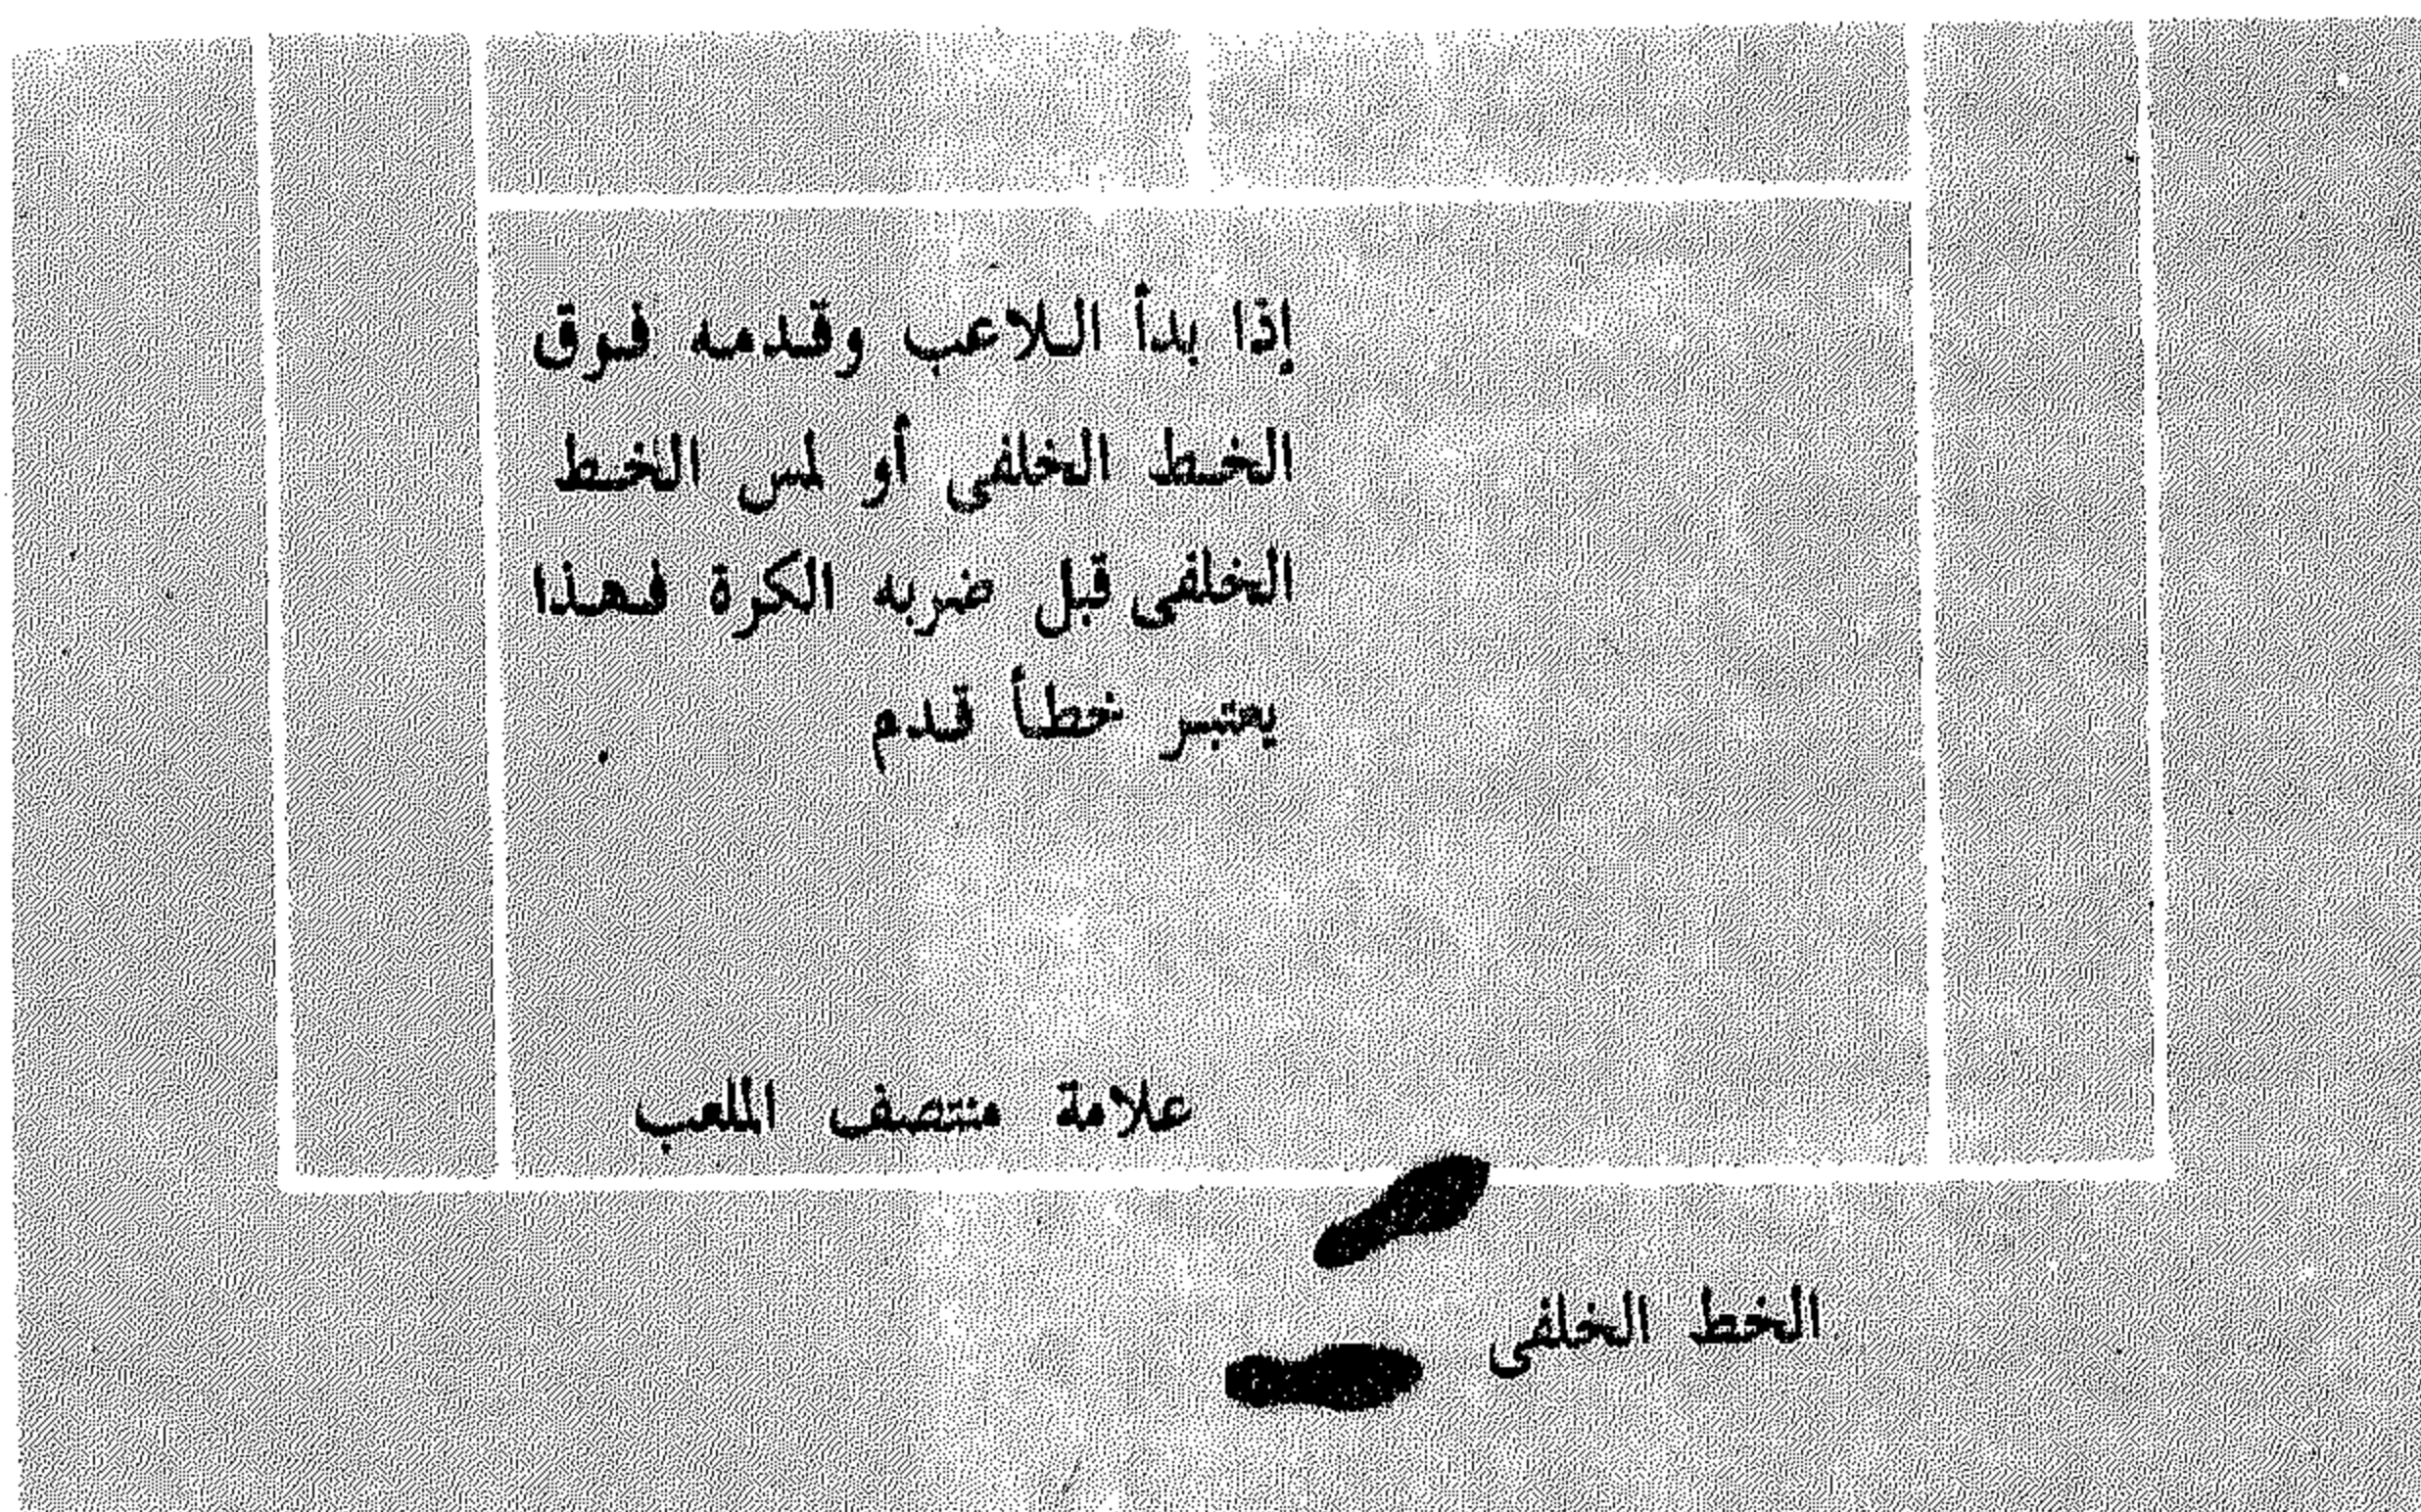 إذا بدأ اللاعب وقدمه فوق
الخط الخلفى أو لمس الخط
الخلفى قبل ضربه الكرة فهذا
يعتبر خطأ قدم
علامة منتصف الملعب
الخط الخلفى